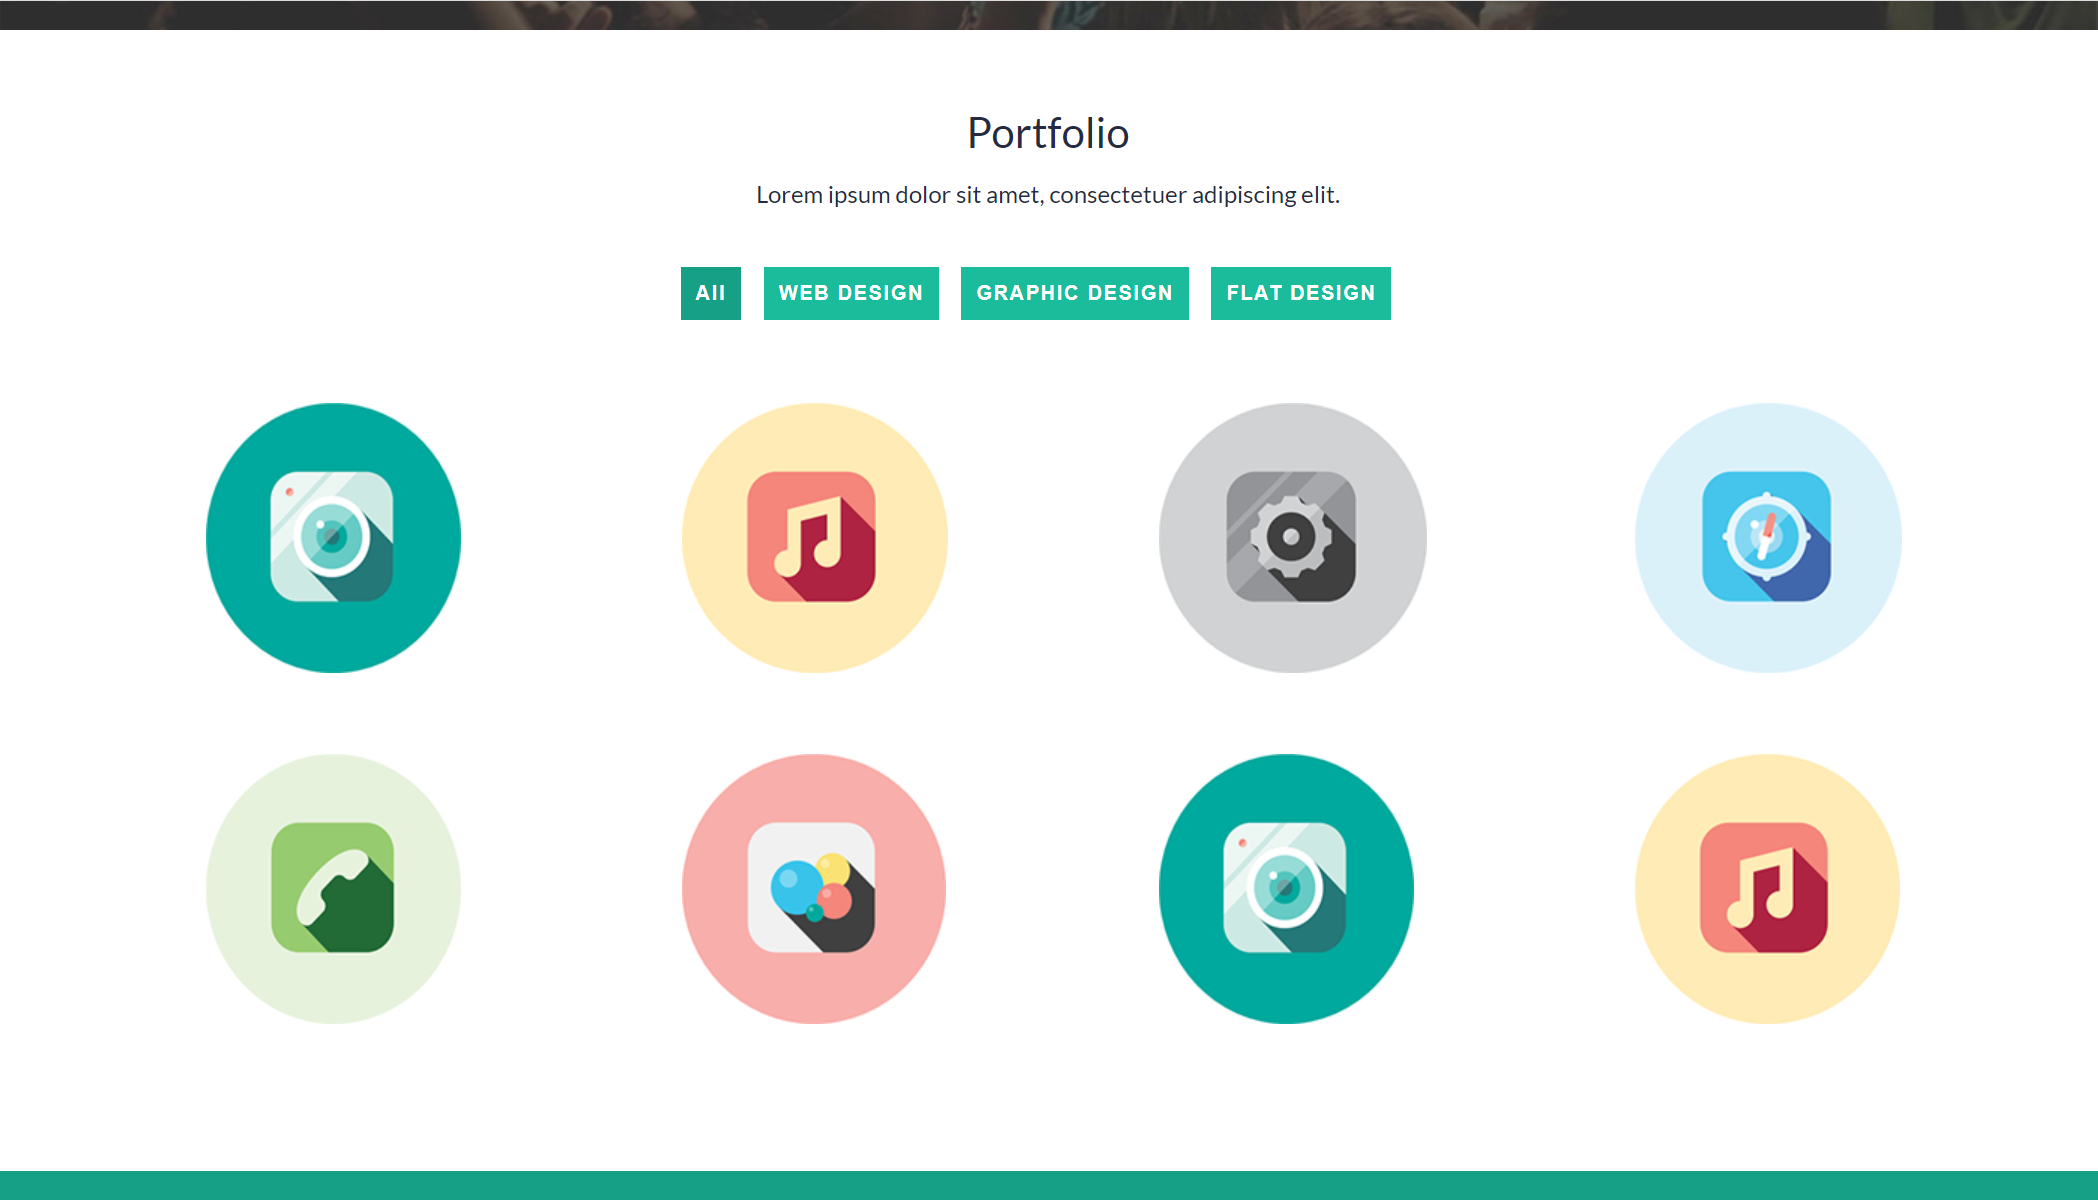 Portfolio
Lorem ipsum dolor sit amet, consectetuer adipiscing elit.
All WEB DESIGN GRAPHIC DESIGN FLAT DESIGN